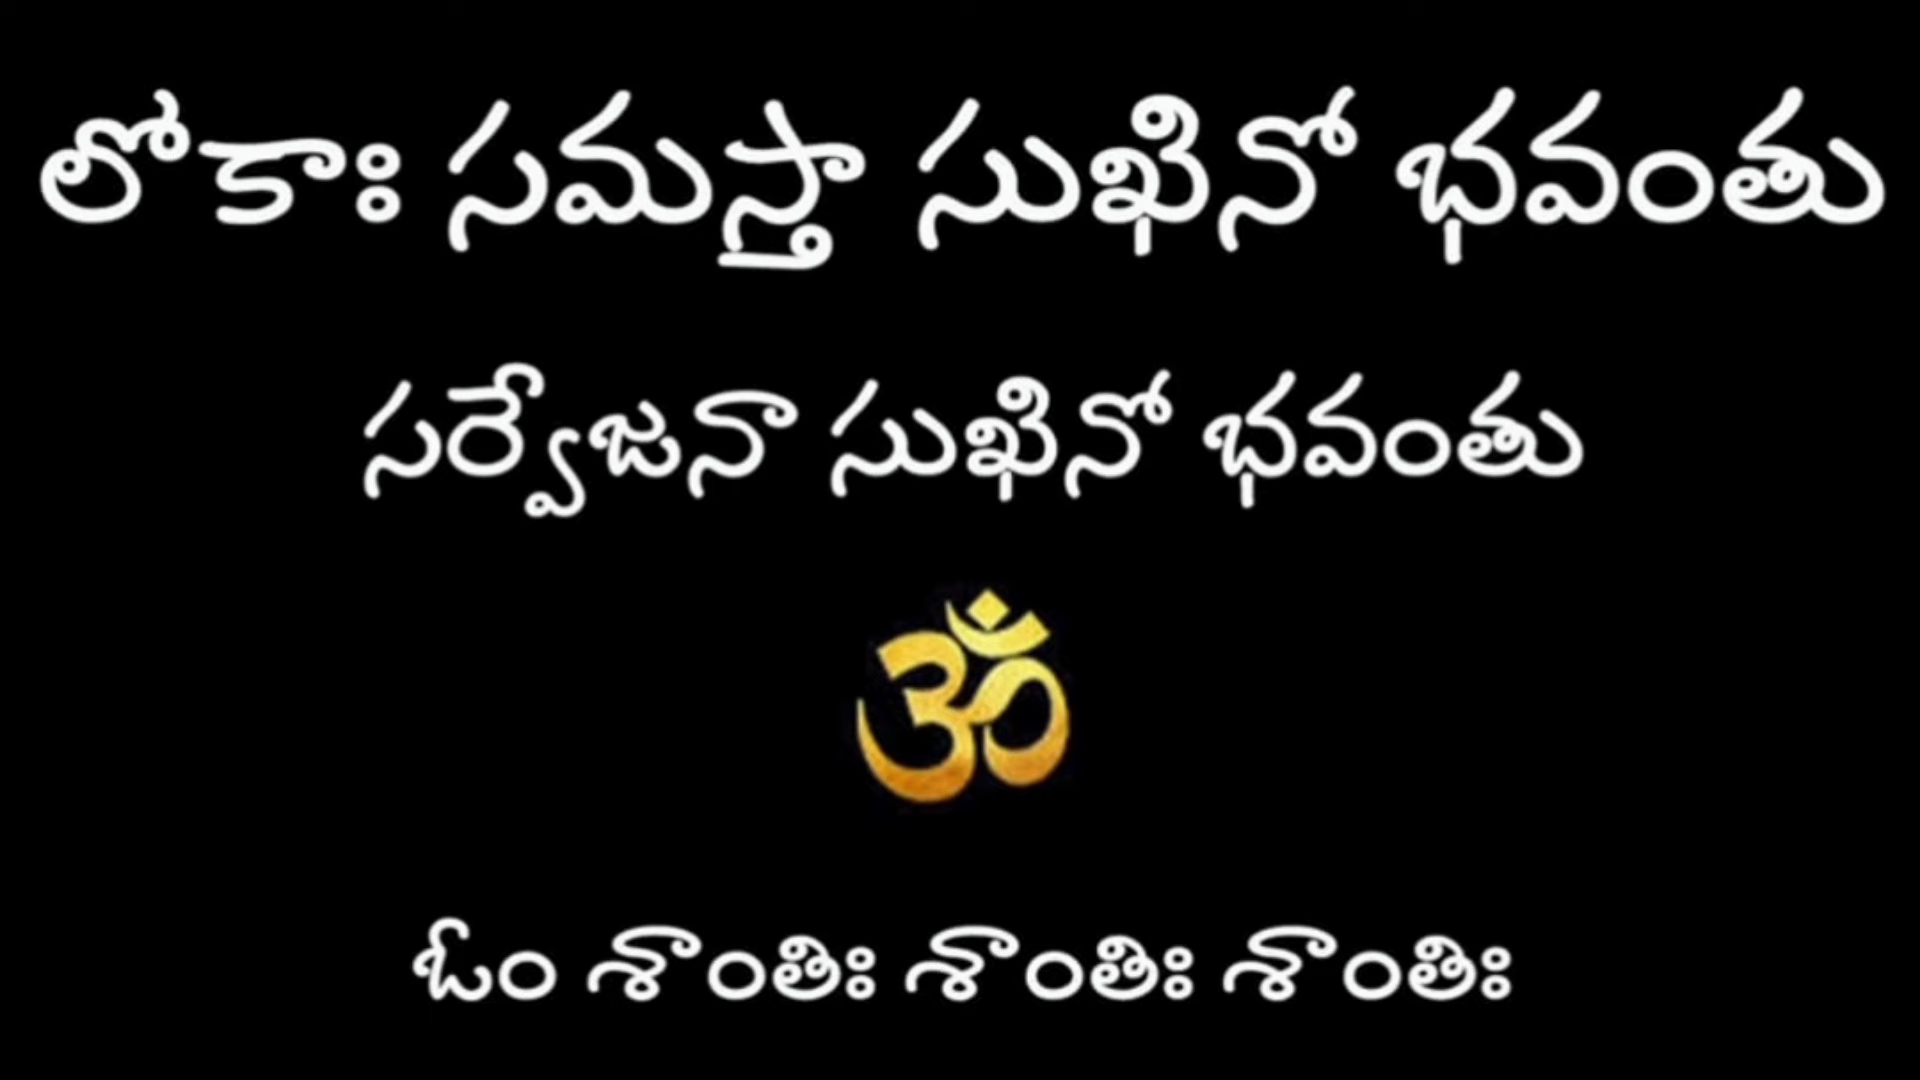 లోకాః సమస్తా సుఖినో భవంతు
సర్వేజనా సుఖినో భవంతు
ॐ
ఓం శాంతిః శాంతిః శాంతిః